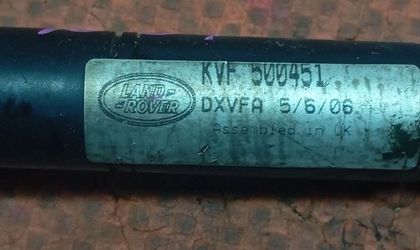 KVF 500451
LAND-
-ROVER
DXVFA 5/6/06
Assembled in UK